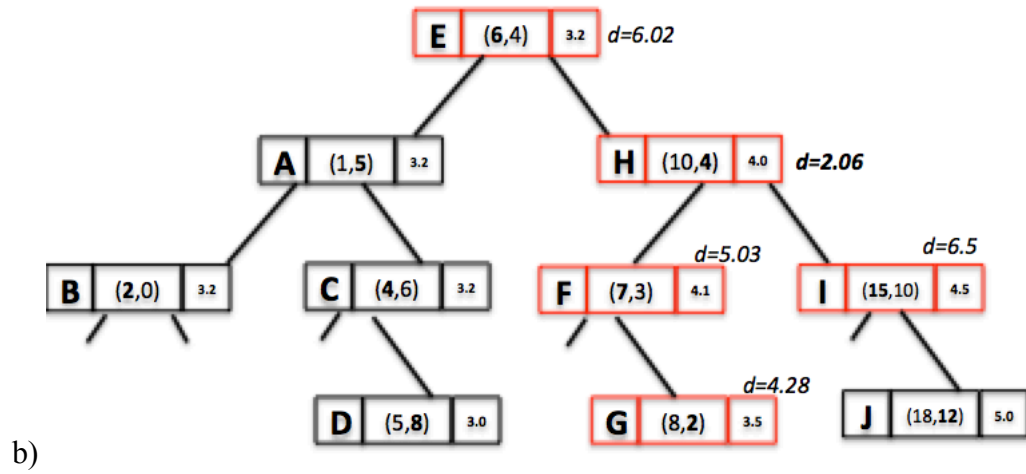 E (6,4) 3.2 d=6.02
A (1,5) 3.2 H (10,4) 4.0 d=2.06
d=5.03 d=6.5
B (2,0) 3.2 C (4,6) 3.2 F (7,3) 4.1 I (15,10) 4.5
d=4.28
D (5,8) 3.0 G (8,2) 3.5 J (18,12) 5.0
b)